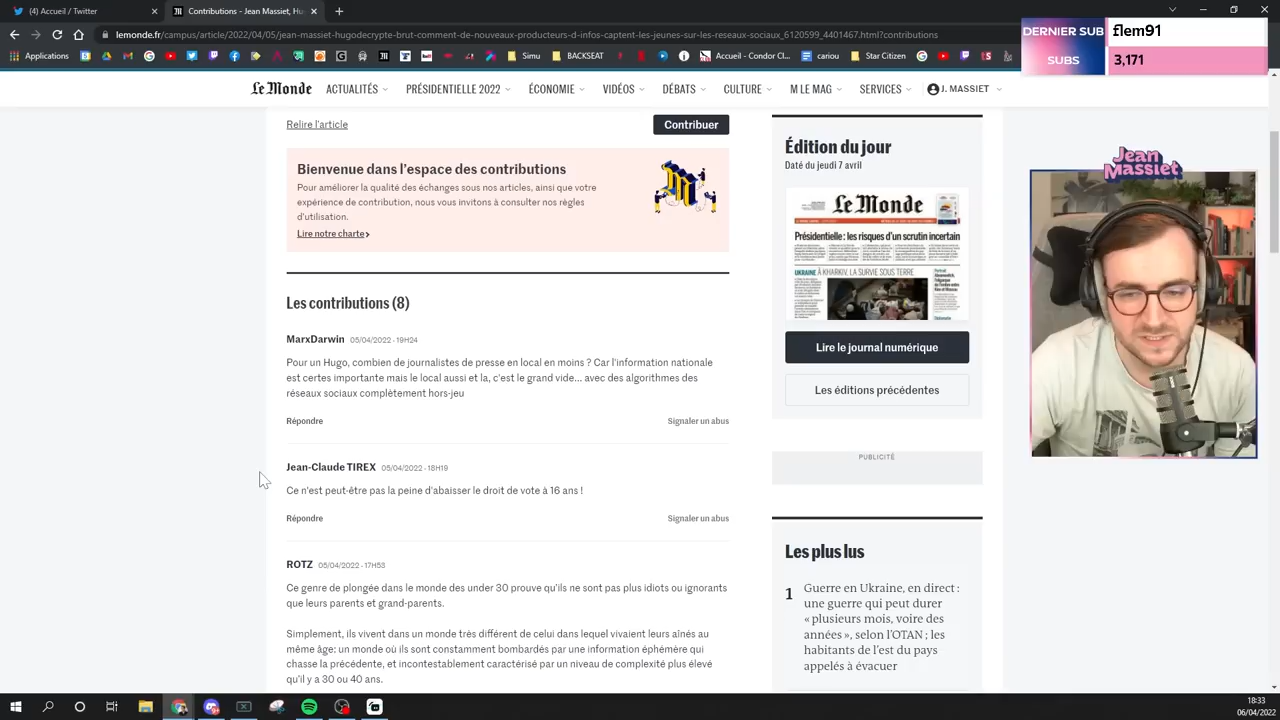 (4) Accueil / Twitter
Contributions – Jean Massiet, H
lemonde.fr/campus/article/2022/04/05/jean-massiet-hugodecrypte-brut-comment-de-nouveaux-producteurs-d-infos-captent-les-jeunes-sur-les-reseaux-sociaux_6120599_4401467.html?contributions
Applications
Simu
BACKSEAT
Accueil - Condor Cl...
Star Citizen
DERNIER SUB
flem91
SUBS
3,171
Le Monde
ACTUALITÉS
PRÉSIDENTIELLE 2022
ÉCONOMIE
VIDÉOS
DÉBATS
CULTURE
M LE MAG
SERVICES
J. MASSIET
Relire l'article
Contribuer
Bienvenue dans l'espace des contributions
Pour améliorer la qualité des échanges sous nos articles, ainsi que votre
expérience de contribution, nous vous invitons à consulter nos règles
d'utilisation.
Lire notre charte
Les contributions (8)
MarxDarwin 05/04/2022 - 19H24
Pour un Hugo, combien de journalistes de presse en local en moins ? Car l'information nationale
est certes importante mais le local aussi et la, c'est le grand vide... avec des algorithmes des
réseaux sociaux complètement hors-jeu
Répondre
Signaler un abus
Jean-Claude TIREX 05/04/2022 - 18H19
Ce n'est peut-être pas la peine d'abaisser le droit de vote à 16 ans !
Répondre
Signaler un abus
ROTZ 05/04/2022 - 17H53
Ce genre de plongée dans le monde des under 30 prouve qu'ils ne sont pas plus idiots ou ignorants
que leurs parents et grand-parents.
Simplement, ils vivent dans un monde très différent de celui dans lequel vivaient leurs aînés au
même âge: un monde où ils sont constamment bombardés par une information éphémère qui
chasse la précédente, et incontestablement caractérisé par un niveau de complexité plus élevé
qu'il y a 30 ou 40 ans.
Édition du jour
Daté du jeudi 7 avril
Le Monde
Présidentielle : les risques d'un scrutin incertain
UKRAINE À KHARKIV, LA SURVIE SOUS TERRE
Lire le journal numérique
Les éditions précédentes
PUBLICITÉ
Les plus lus
1
Guerre en Ukraine, en direct :
une guerre qui peut durer
« plusieurs mois, voire des
années », selon l'OTAN ; les
habitants de l'est du pays
appelés à évacuer
Jean
Massiet
18:33
06/04/2022